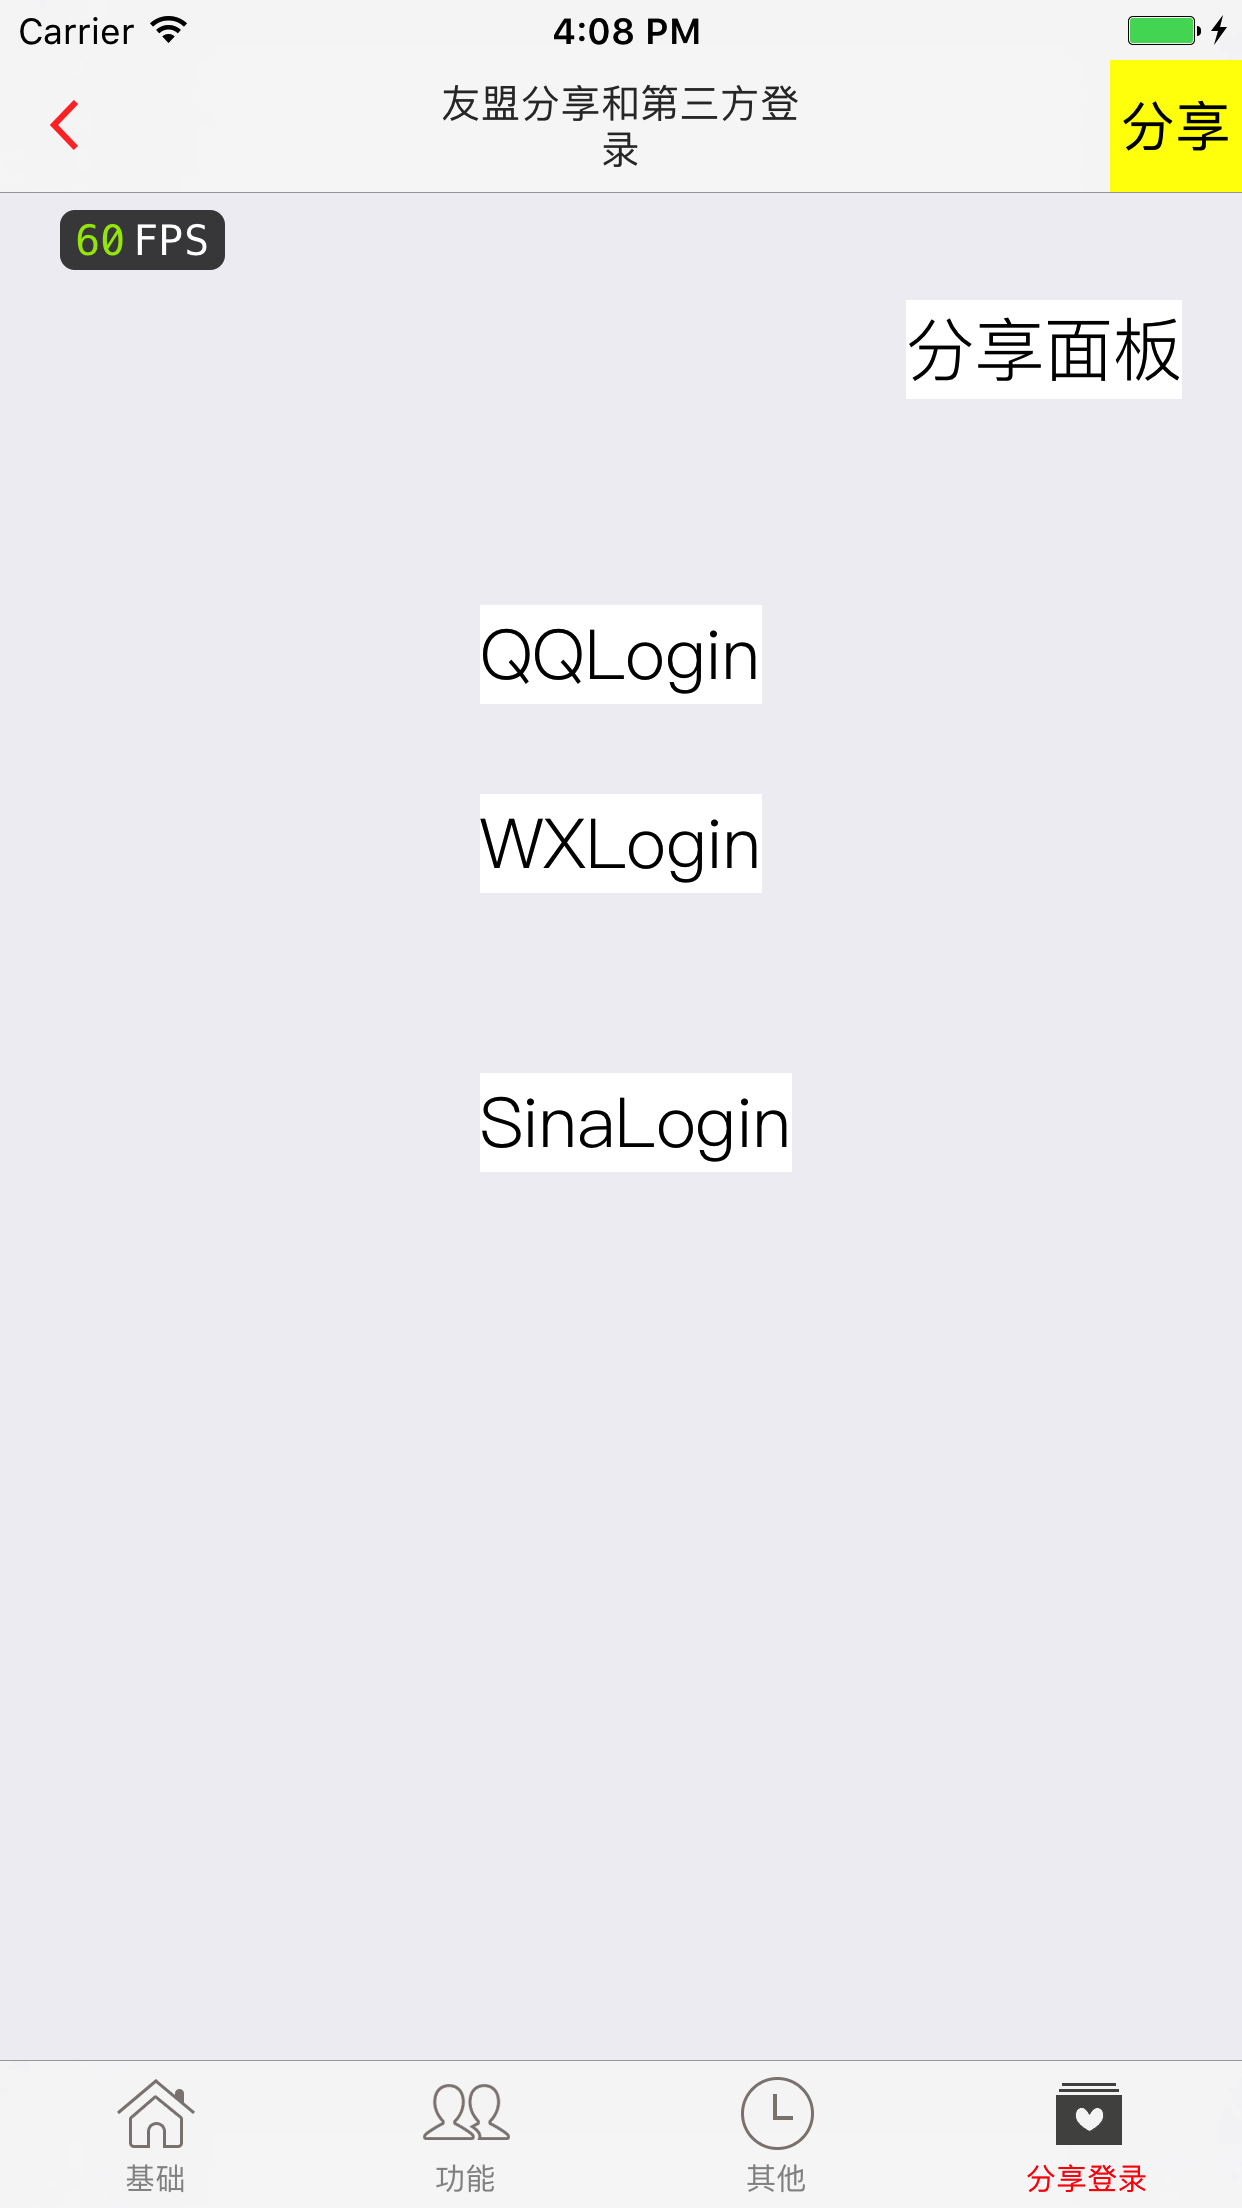 Carrier 4:08 PM
友盟分享和第三方登
录
分享
60 FPS
分享面板
QQLogin
WXLogin
SinaLogin
基础 功能 其他 分享登录